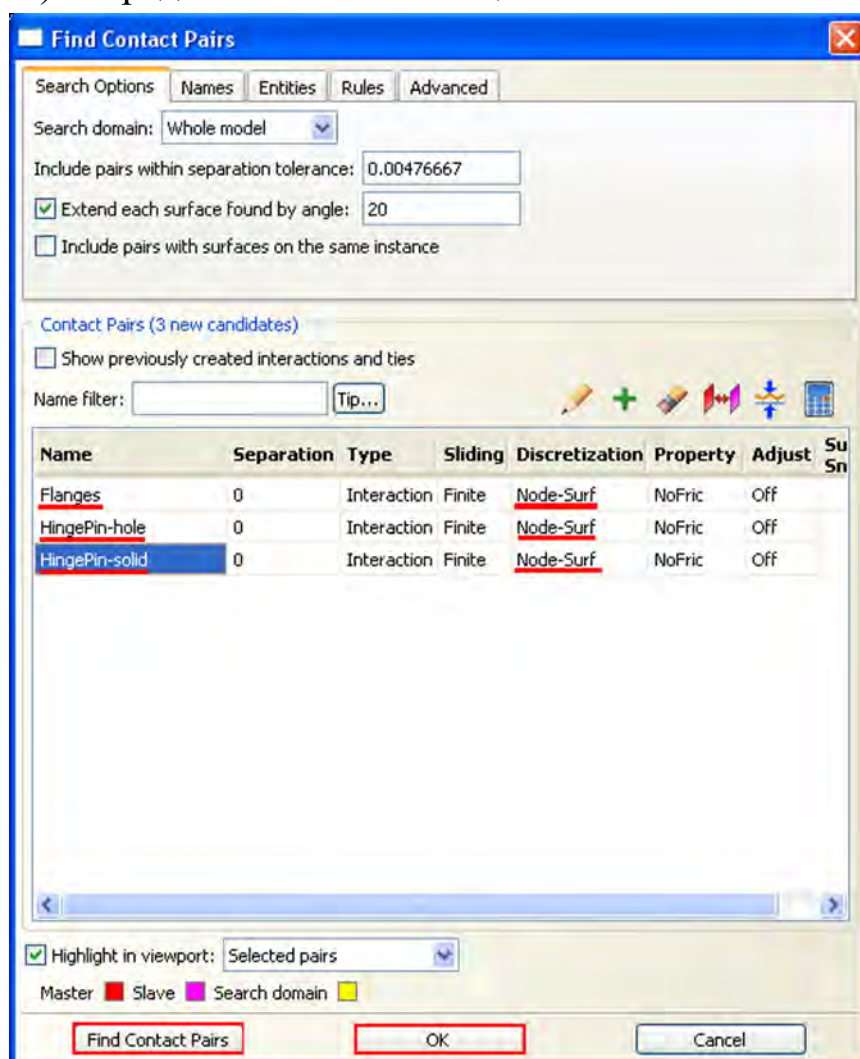 Find Contact Pairs
Search Options Names Entities Rules Advanced
Search domain: Whole model
Include pairs within separation tolerance: 0.00476667
Extend each surface found by angle: 20
Include pairs with surfaces on the same instance
Contact Pairs (3 new candidates)
Show previously created interactions and ties
Name filter: Tip...
Name Separation Type Sliding Discretization Property Adjust Su
Sn
Flanges 0 Interaction Finite Node-Surf NoFric Off
HingePin-hole 0 Interaction Finite Node-Surf NoFric Off
HingePin-solid 0 Interaction Finite Node-Surf NoFric Off
Highlight in viewport: Selected pairs
Master Slave Search domain
Find Contact Pairs OK Cancel